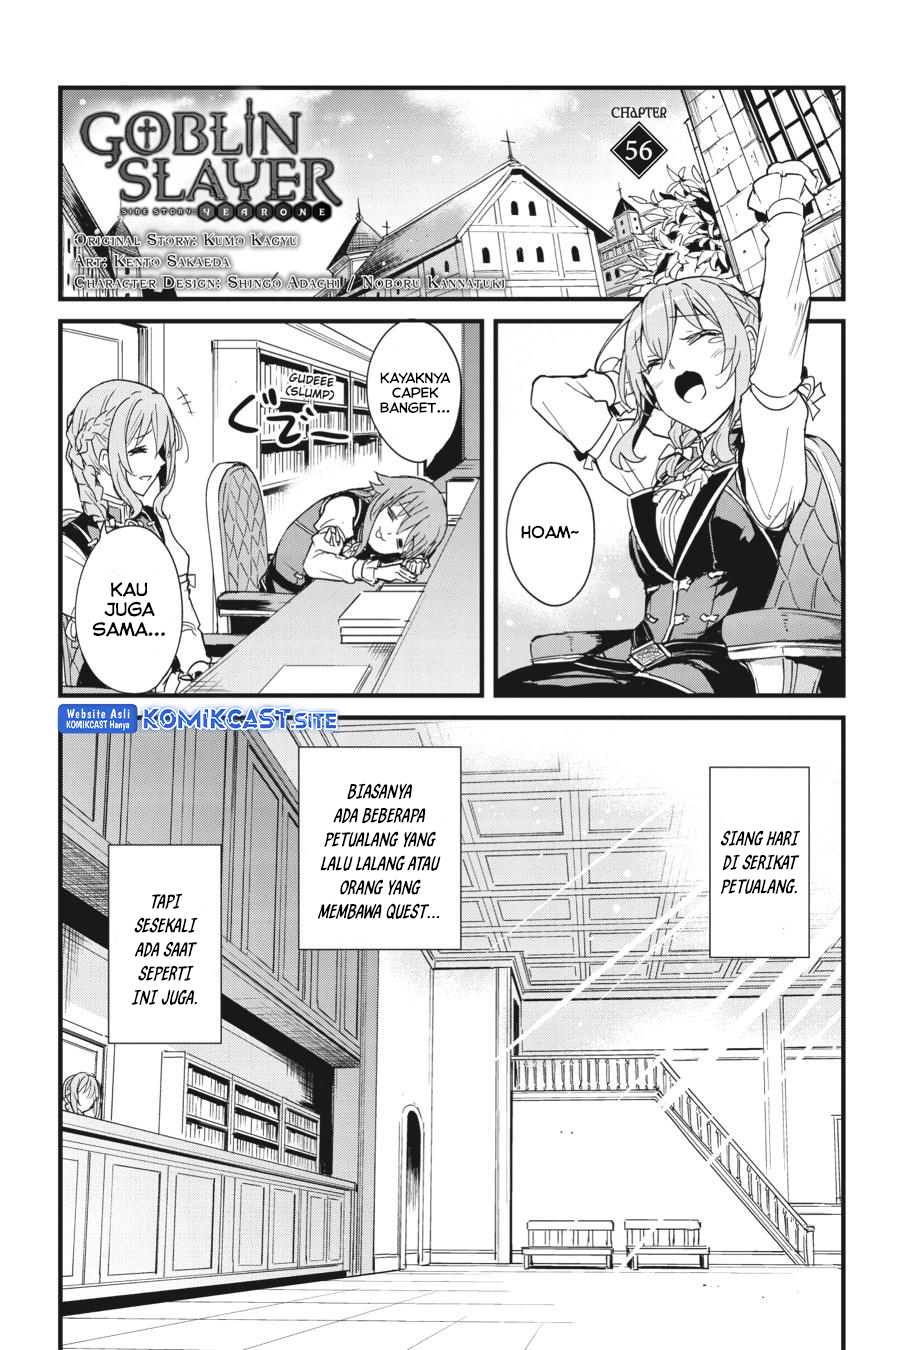 GOBLIN
SLAYER
SIDE STORY: YEAR ONE
ORIGINAL STORY: KUMO KAGYU
ART: KENTO SAKAEDA
CHARACTER DESIGN: SHINGO ADACHI / NOBORU KANNATUKI
CHAPTER
56
HOAM~
KAYAKNYA
CAPEK
BANGET...
GUDEEE
(SLUMP)
ぐでー
KAU
JUGA
SAMA...
Website Asli
KOMIKCAST Hanya
KOMIKCAST.SITE
SIANG HARI
DI SERIKAT
PETUALANG.
BIASANYA
ADA BEBERAPA
PETUALANG YANG
LALU LALANG ATAU
ORANG YANG
MEMBAWA QUEST...
TAPI
SESEKALI
ADA SAAT
SEPERTI
INI JUGA.